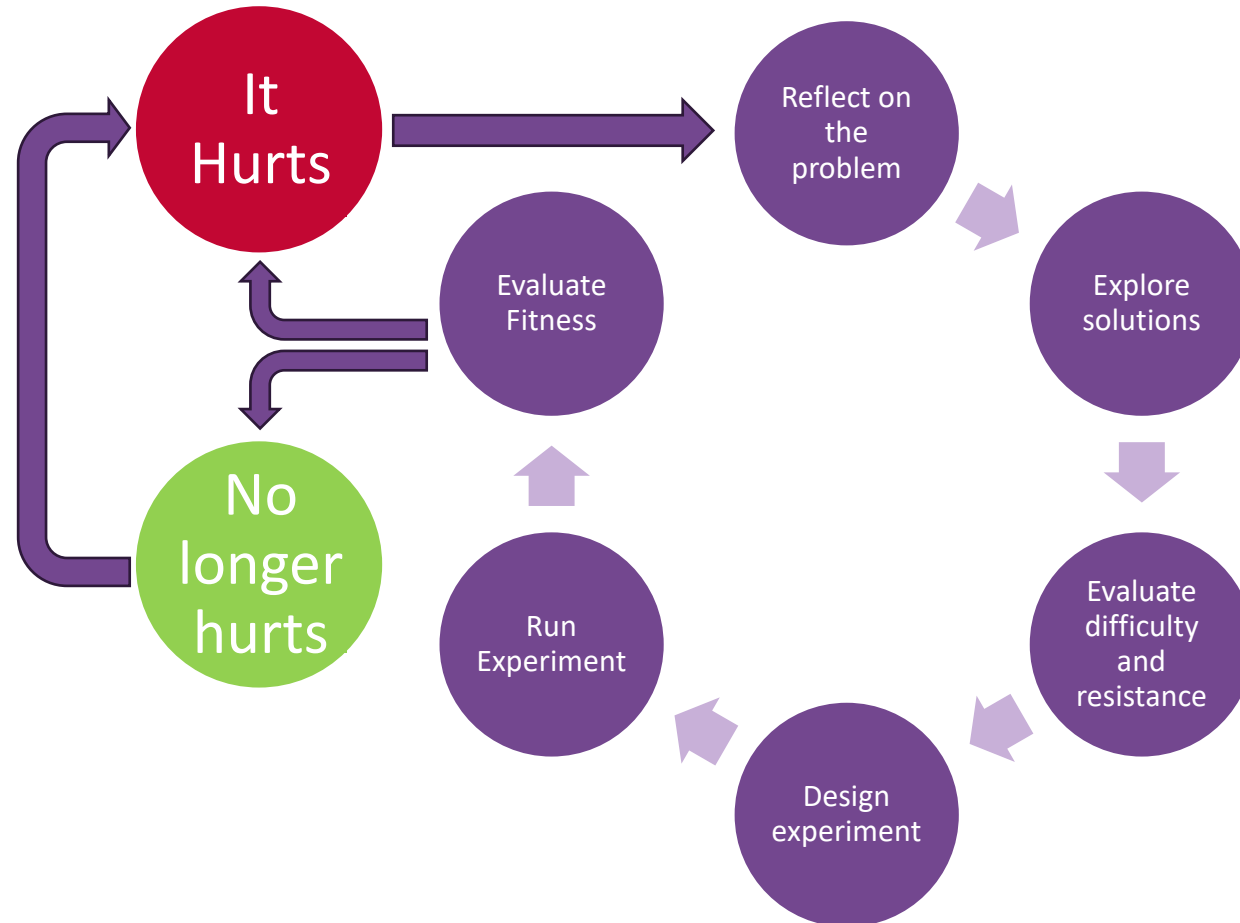 It
Hurts
Reflect on
the
problem
Explore
solutions
Evaluate
difficulty
and
resistance
Design
experiment
Run
Experiment
Evaluate
Fitness
No
longer
hurts